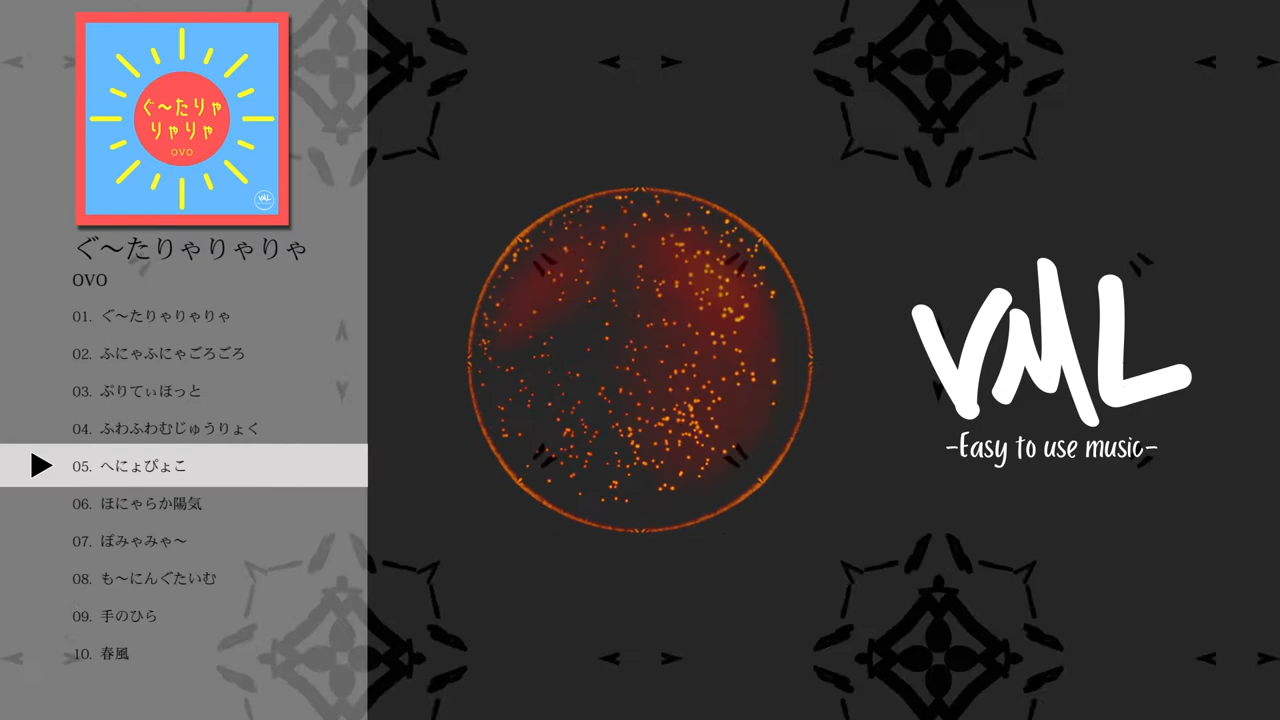 ぐ〜たりゃ
りゃりゃ
OVO
VML
ぐ〜たりゃりゃりゃ
OVO
01. ぐ〜たりゃりゃりゃ
02. ふにゃふにゃごろごろ
03. ぷりてぃほっと
04. ふわふわむじゅうりょく
05. へにょぴょこ
06. ほにゃらか陽気
07. ぽみゃみゃ〜
08. も〜にんぐたいむ
09. 手のひら
10. 春風
VML
-Easy to use music-